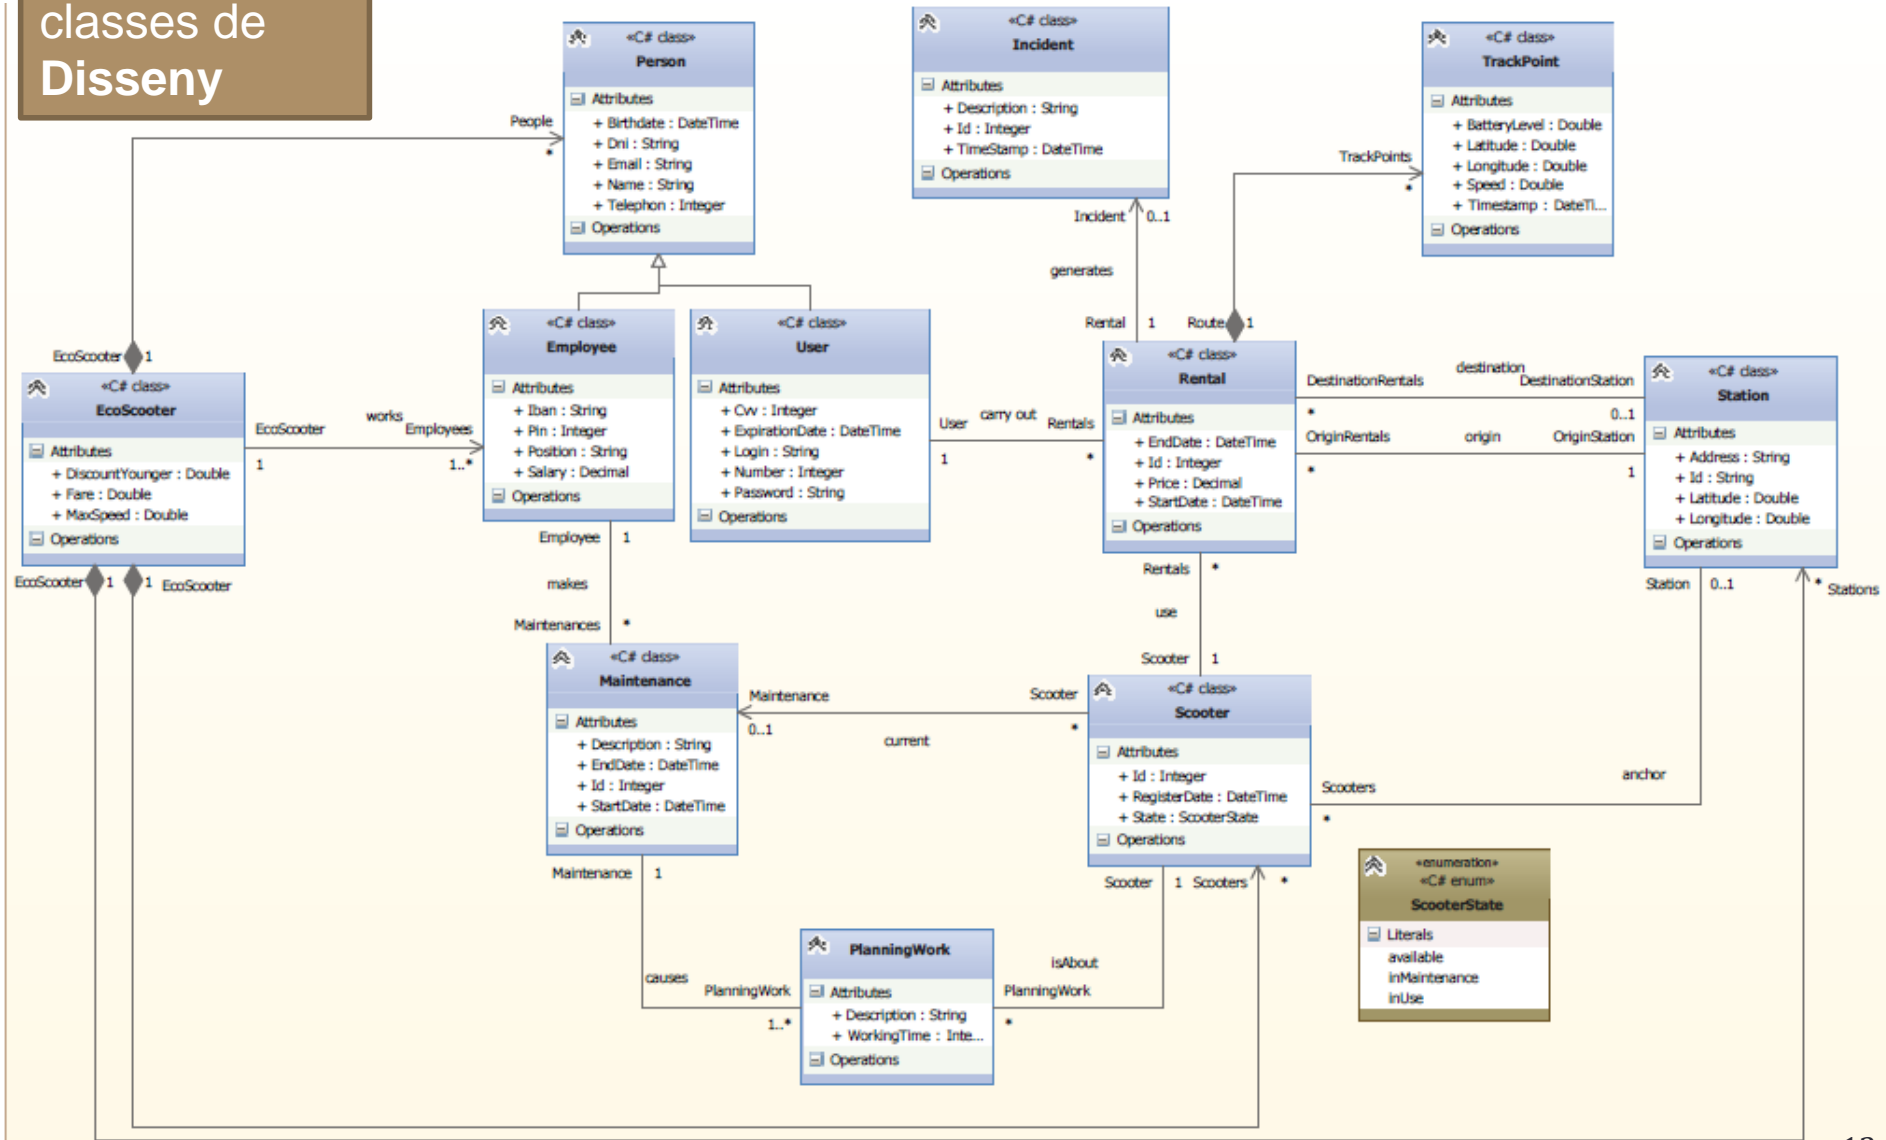 classes de
Disseny
«C# class»
Person
Attributes
+ Birthdate : DateTime
+ Dni : String
+ Email : String
+ Name : String
+ Telephon : Integer
Operations
«C# class»
Incident
Attributes
+ Description : String
+ Id : Integer
+ TimeStamp : DateTime
Operations
«C# class»
TrackPoint
Attributes
+ BatteryLevel : Double
+ Latitude : Double
+ Longitude : Double
+ Speed : Double
+ Timestamp : DateTi...
Operations
People
*
TrackPoints
*
Incident
0..1
generates
Rental
1
Route
1
EcoScooter
1
«C# class»
EcoScooter
Attributes
+ DiscountYounger : Double
+ Fare : Double
+ MaxSpeed : Double
Operations
EcoScooter
1
works
Employees
1..*
«C# class»
Employee
Attributes
+ Iban : String
+ Pin : Integer
+ Position : String
+ Salary : Decimal
Operations
«C# class»
User
Attributes
+ Cvv : Integer
+ ExpirationDate : DateTime
+ Login : String
+ Number : Integer
+ Password : String
Operations
User
1
carry out
Rentals
*
«C# class»
Rental
Attributes
+ EndDate : DateTime
+ Id : Integer
+ Price : Decimal
+ StartDate : DateTime
Operations
DestinationRentals
*
destination
DestinationStation
0..1
OriginRentals
*
origin
OriginStation
1
«C# class»
Station
Attributes
+ Address : String
+ Id : String
+ Latitude : Double
+ Longitude : Double
Operations
EcoScooter
1
1
EcoScooter
Employee
1
makes
Maintenances
*
Rentals
*
use
Scooter
1
Station
0..1
*
Stations
«C# class»
Maintenance
Attributes
+ Description : String
+ EndDate : DateTime
+ Id : Integer
+ StartDate : DateTime
Operations
Maintenance
0..1
current
Scooter
*
«C# class»
Scooter
Attributes
+ Id : Integer
+ RegisterDate : DateTime
+ State : ScooterState
Operations
Scooters
*
anchor
Maintenance
1
causes
PlanningWork
1..*
PlanningWork
Attributes
+ Description : String
+ WorkingTime : Inte...
Operations
Scooter
1
Scooters
*
isAbout
PlanningWork
*
«enumeration»
«C# enum»
ScooterState
Literals
available
inMaintenance
inUse